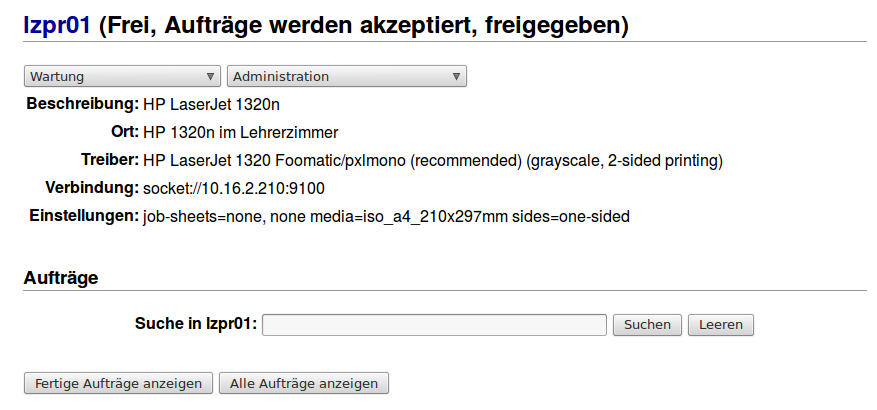 lzpr01 (Frei, Aufträge werden akzeptiert, freigegeben)
Wartung Administration
Beschreibung: HP LaserJet 1320n
Ort: HP 1320n im Lehrerzimmer
Treiber: HP LaserJet 1320 Foomatic/pxlmono (recommended) (grayscale, 2-sided printing)
Verbindung: socket://10.16.2.210:9100
Einstellungen: job-sheets=none, none media=iso_a4_210x297mm sides=one-sided
Aufträge
Suche in lzpr01: Suchen Leeren
Fertige Aufträge anzeigen Alle Aufträge anzeigen